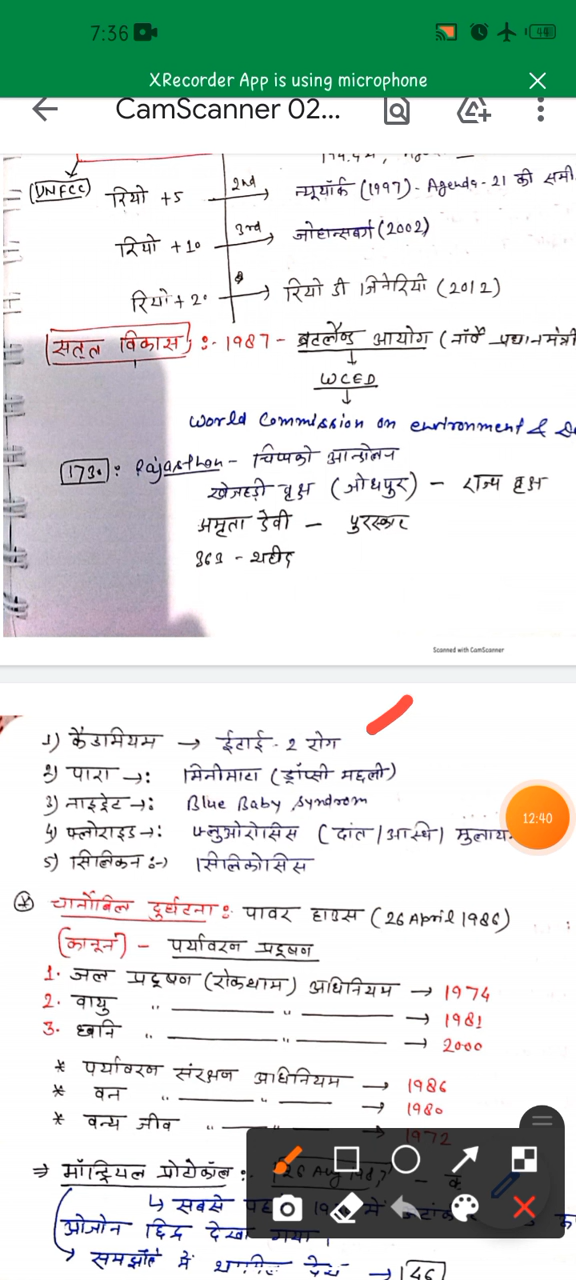 7:36
XRecorder App is using microphone
CamScanner 02...
UNFCC
रियो +5 2nd → न्यूयॉर्क (1997) - Agenda-21 की समी
रियो +10 3rd → जोहान्सबर्ग (2002)
रियो + 20 → रियो डी जिनेरियो (2012)
सतत विकास :- 1987 - ब्रटलैण्ड आयोग (नॉर्वे प्रधानमंत्री
WCED
World Commission on environment &
1730 : Rajasthan - चिपको आन्दोलन
खेजड़ी वृक्ष (जोधपुर) - राज्य वृक्ष
अमृता देवी - पुरस्कार
363 - शहीद
Scanned with CamScanner
1) कैडमियम → ईटाई-2 रोग
2) पारा →: मिनीमाटा (ड्रॉप्सी मछली)
3) नाइट्रेट →: Blue Baby Syndrom
4) फ्लोराइड →: फ्लुओरोसिस (दांत/अस्थि) मुलाय
5) सिलिकन :→ सिलिकोसिस
12:40
चार्नोबिल दुर्घटना : पावर हाउस (26 April 1986)
(कानून) - पर्यावरण प्रदूषण
1. जल प्रदूषण (रोकथाम) अधिनियम → 1974
2. वायु " — " — → 1981
3. ध्वनि " — " — → 2000
* पर्यावरण संरक्षण अधिनियम → 1986
* वन " — " — → 1980
* वन्य जीव " — " — → 1972
⇒ मॉन्ट्रियल प्रोटोकॉल :
↳ सबसे
ओजोन छिद्र देखा गया।
→ समझौते में शामिल देश → 46